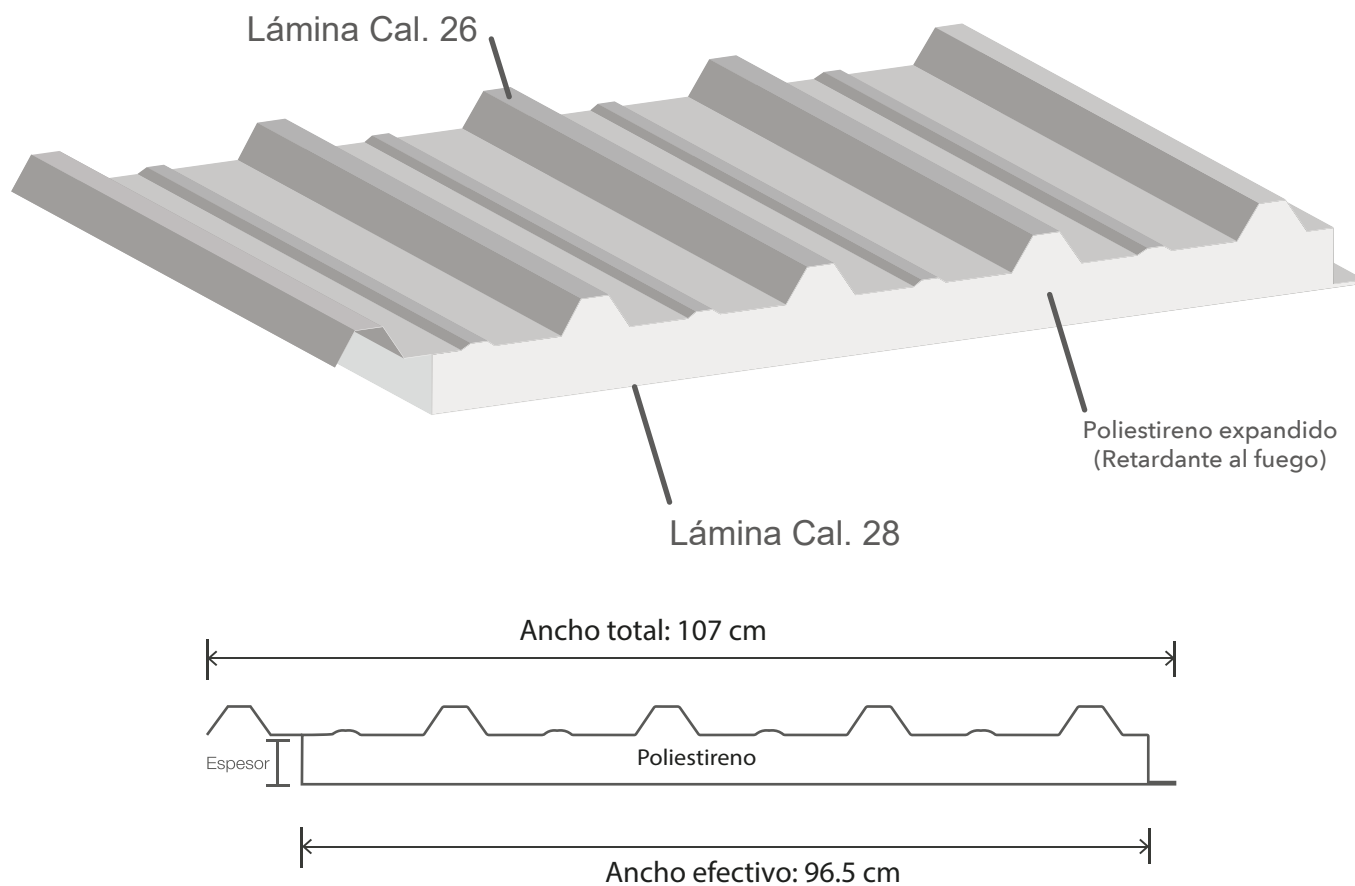 Lámina Cal. 26
Poliestireno expandido
(Retardante al fuego)
Lámina Cal. 28
Ancho total: 107 cm
Espesor
Poliestireno
Ancho efectivo: 96.5 cm